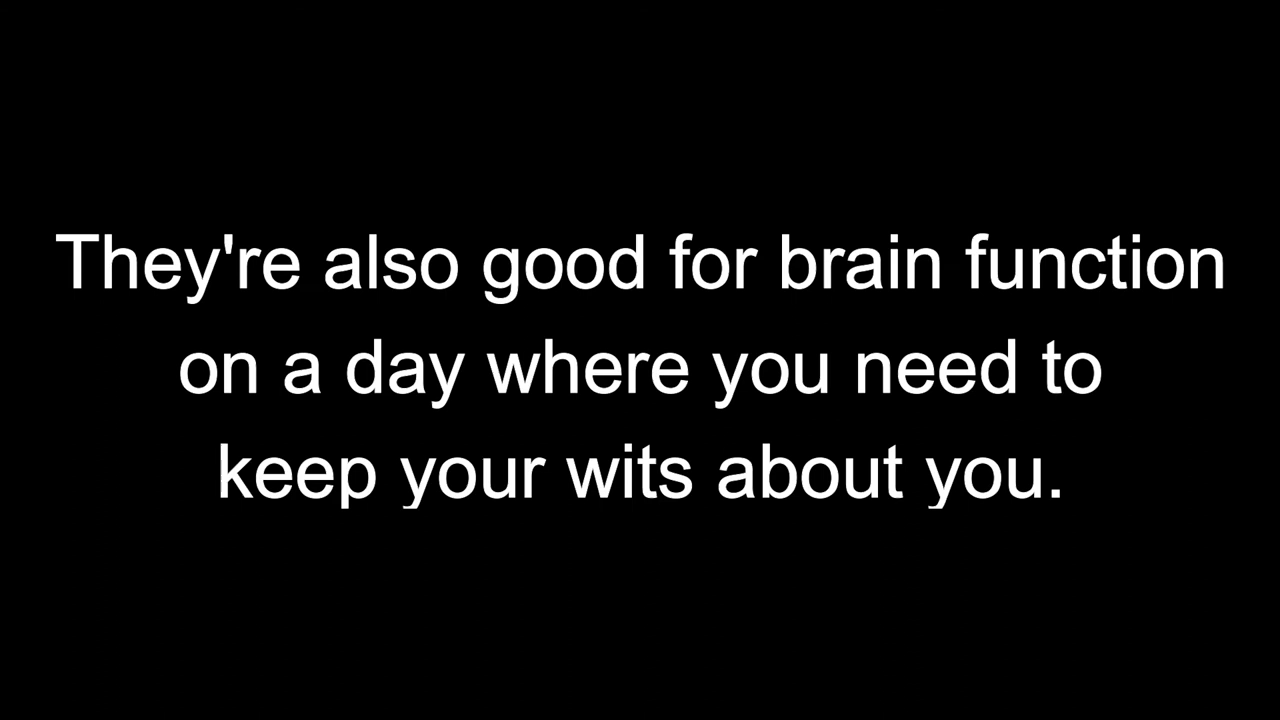 They're also good for brain function
on a day where you need to
keep your wits about you.